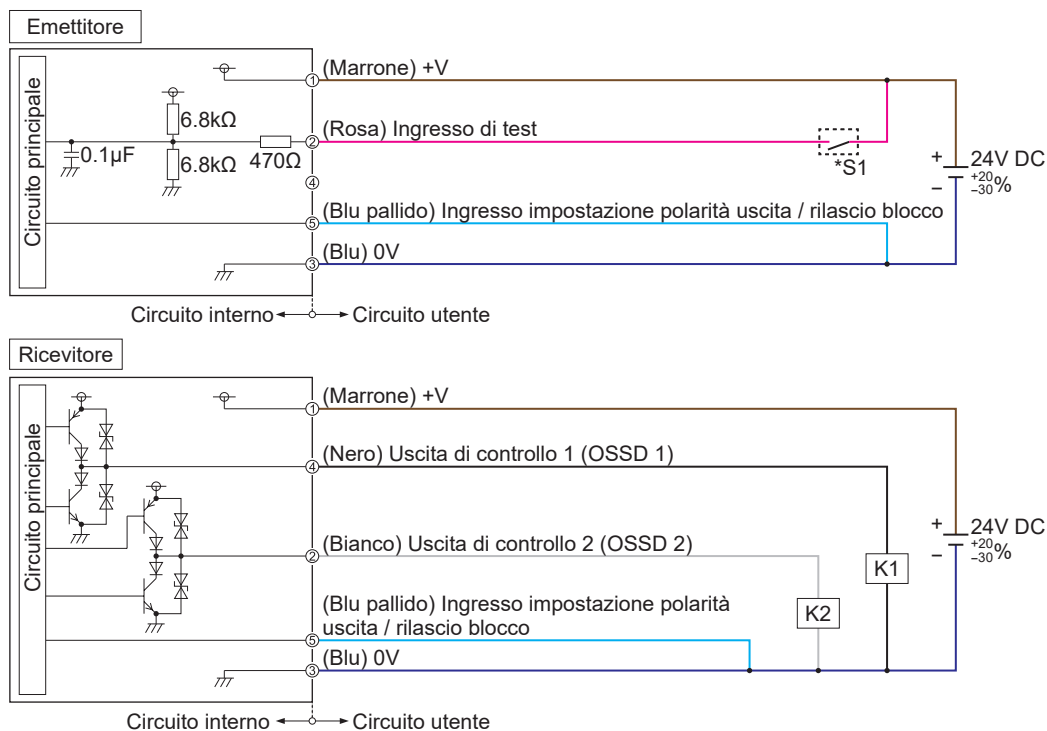 Emettitore
Circuito principale
(Marrone) +V
①
6.8kΩ
(Rosa) Ingresso di test
②
0.1µF
6.8kΩ
470Ω
*S1
④
+
24V DC
+20
–30%
–
(Blu pallido) Ingresso impostazione polarità uscita / rilascio blocco
⑤
(Blu) 0V
③
Circuito interno
Circuito utente
Ricevitore
Circuito principale
(Marrone) +V
①
(Nero) Uscita di controllo 1 (OSSD 1)
④
(Bianco) Uscita di controllo 2 (OSSD 2)
②
+
24V DC
+20
–30%
–
K1
K2
(Blu pallido) Ingresso impostazione polarità
uscita / rilascio blocco
⑤
(Blu) 0V
③
Circuito interno
Circuito utente